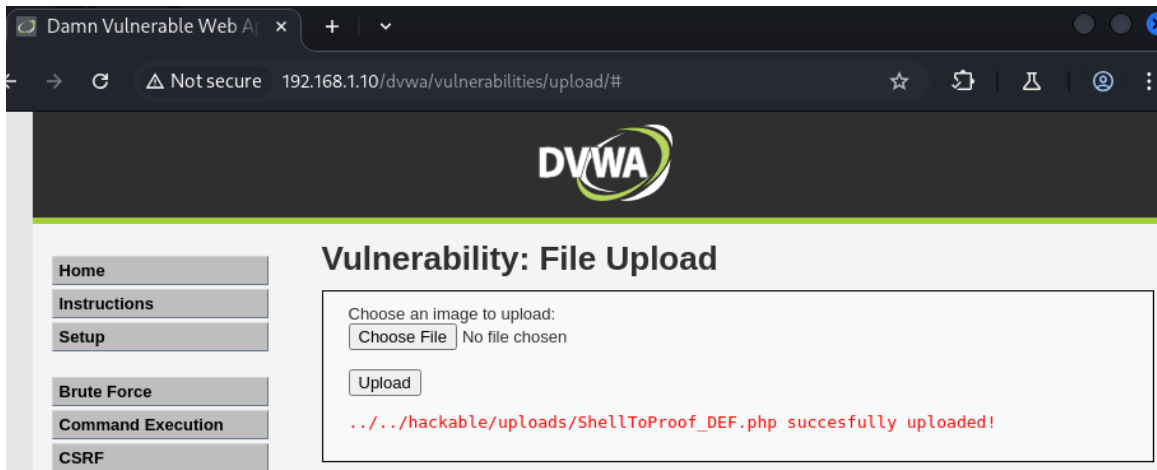 Damn Vulnerable Web Ap
Not secure 192.168.1.10/dvwa/vulnerabilities/upload/#
DVWA
Home
Instructions
Setup
Brute Force
Command Execution
CSRF
Vulnerability: File Upload
Choose an image to upload:
Choose File No file chosen
Upload
../../hackable/uploads/ShellToProof_DEF.php succesfully uploaded!